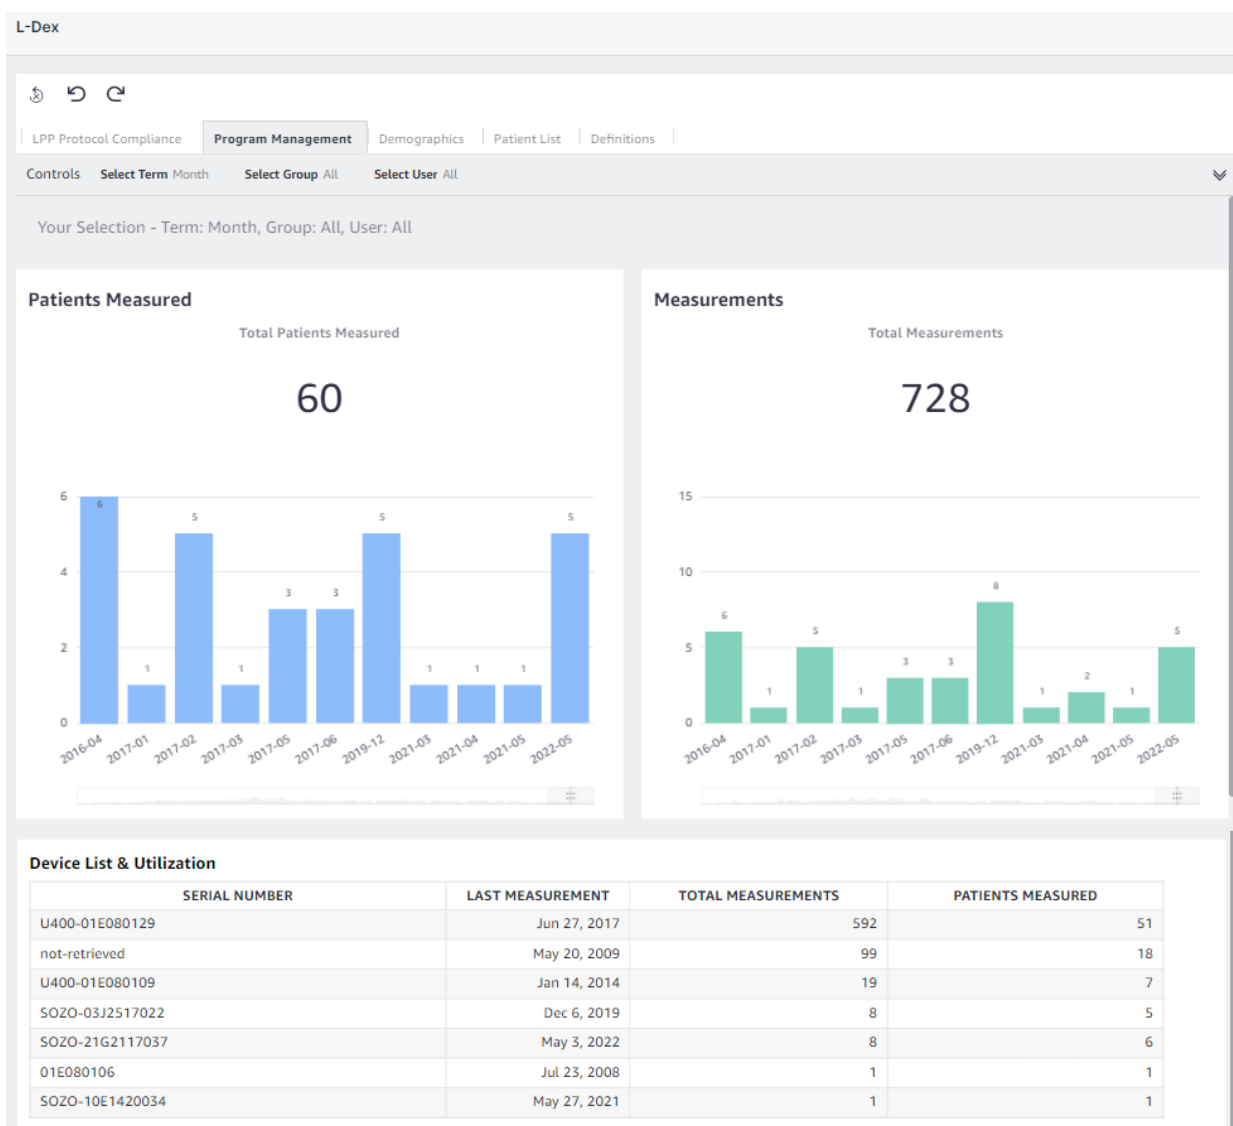 L-Dex
LPP Protocol Compliance Program Management Demographics Patient List Definitions
Controls Select Term Month Select Group All Select User All
Your Selection - Term: Month, Group: All, User: All
Patients Measured
Total Patients Measured
60
6
4
2
0
6 1 5 1 3 3 5 1 1 1 5
2016-04 2017-01 2017-02 2017-03 2017-05 2017-06 2019-12 2021-03 2021-04 2021-05 2022-05
Measurements
Total Measurements
728
15
10
5
0
6 1 5 1 3 3 8 1 2 1 5
2016-04 2017-01 2017-02 2017-03 2017-05 2017-06 2019-12 2021-03 2021-04 2021-05 2022-05
Device List & Utilization
SERIAL NUMBER LAST MEASUREMENT TOTAL MEASUREMENTS PATIENTS MEASURED
U400-01E080129 Jun 27, 2017 592 51
not-retrieved May 20, 2009 99 18
U400-01E080109 Jan 14, 2014 19 7
SOZO-03J2517022 Dec 6, 2019 8 5
SOZO-21G2117037 May 3, 2022 8 6
01E080106 Jul 23, 2008 1 1
SOZO-10E1420034 May 27, 2021 1 1